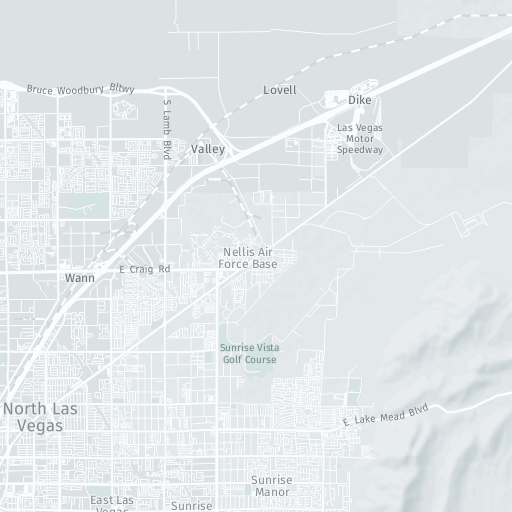 Bruce Woodbury Bltwy
Lovell
Dike
S Lamb Blvd
Las Vegas
Motor
Speedway
Valley
Nellis Air
Force Base
E Craig Rd
Wann
Sunrise Vista
Golf Course
North Las
Vegas
E Lake Mead Blvd
Sunrise
Manor
East Las
Vegas
Sunrise